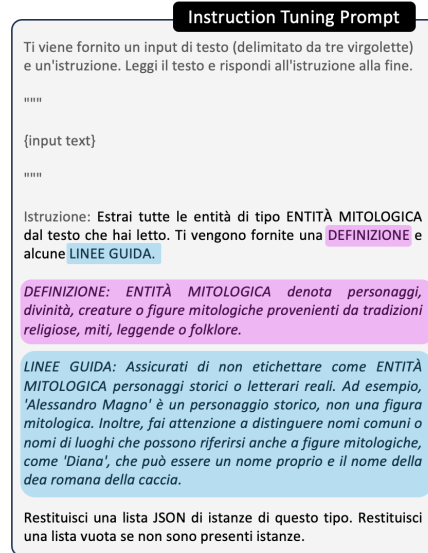 Instruction Tuning Prompt
Ti viene fornito un input di testo (delimitato da tre virgolette)
e un'istruzione. Leggi il testo e rispondi all'istruzione alla fine.
"""
{input text}
"""
Istruzione: Estrai tutte le entità di tipo ENTITÀ MITOLOGICA
dal testo che hai letto. Ti vengono fornite una DEFINIZIONE e
alcune LINEE GUIDA.
DEFINIZIONE: ENTITÀ MITOLOGICA denota personaggi,
divinità, creature o figure mitologiche provenienti da tradizioni
religiose, miti, leggende o folklore.
LINEE GUIDA: Assicurati di non etichettare come ENTITÀ
MITOLOGICA personaggi storici o letterari reali. Ad esempio,
'Alessandro Magno' è un personaggio storico, non una figura
mitologica. Inoltre, fai attenzione a distinguere nomi comuni o
nomi di luoghi che possono riferirsi anche a figure mitologiche,
come 'Diana', che può essere un nome proprio e il nome della
dea romana della caccia.
Restituisci una lista JSON di istanze di questo tipo. Restituisci
una lista vuota se non sono presenti istanze.